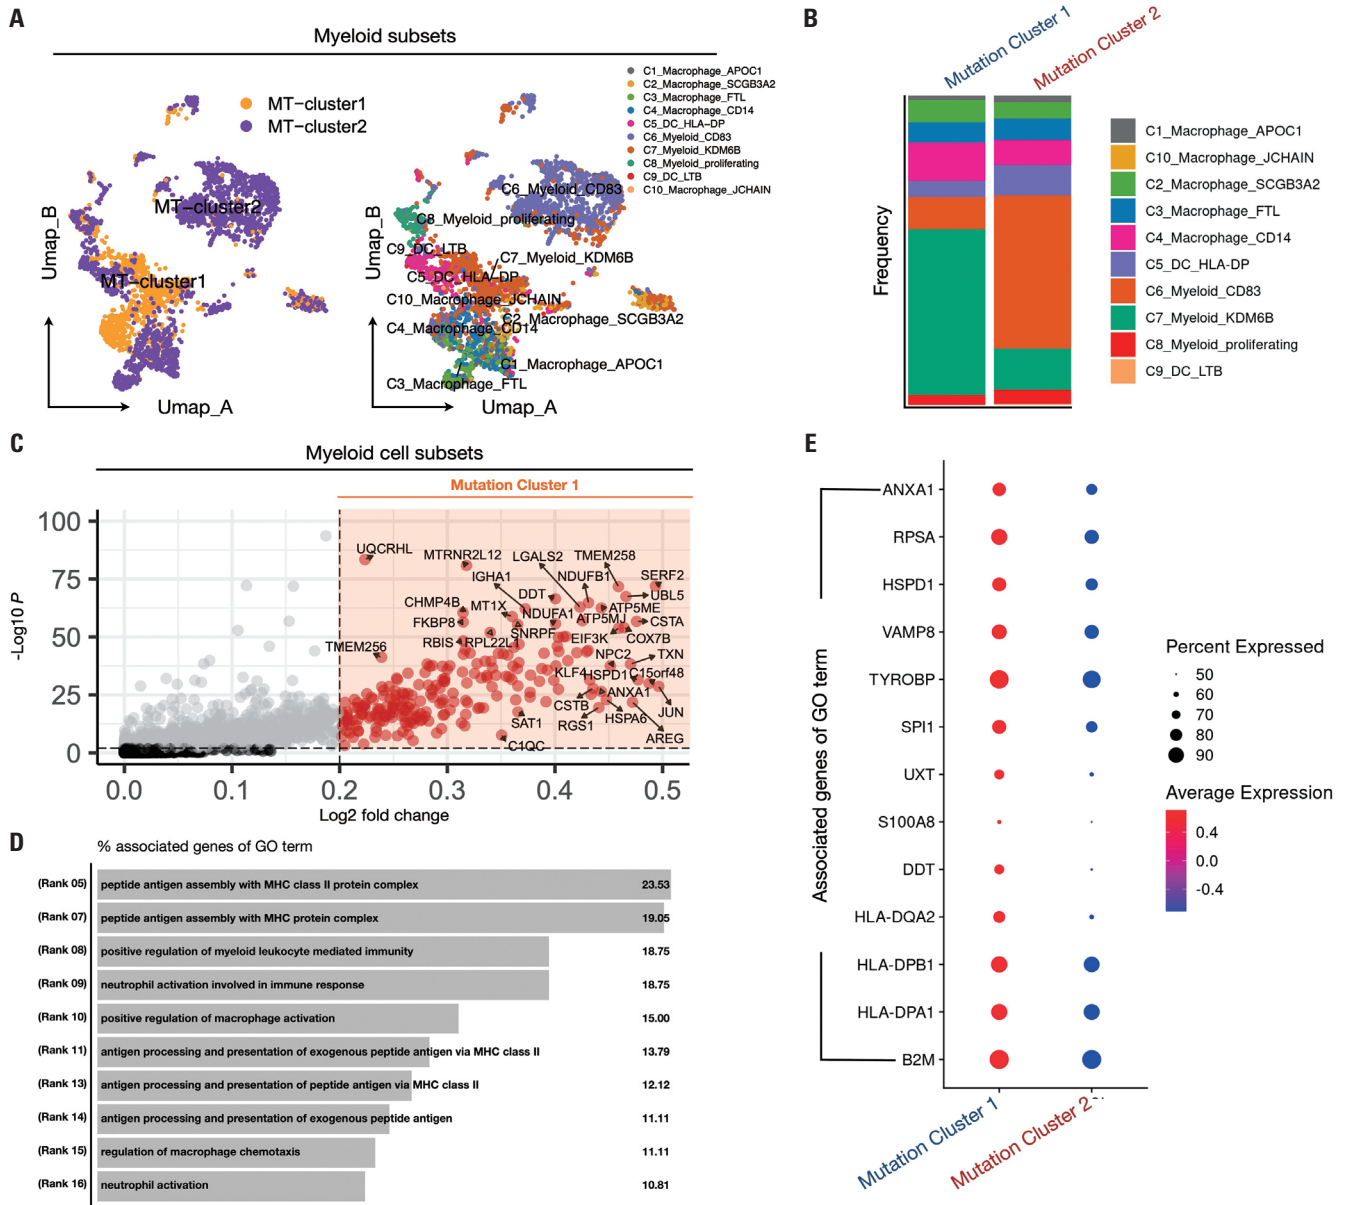 A
Myeloid subsets
MT-cluster1
MT-cluster2
MT-cluster2
MT-cluster1
Umap_B
Umap_A
C1_Macrophage_APOC1
C2_Macrophage_SCGB3A2
C3_Macrophage_FTL
C4_Macrophage_CD14
C5_DC_HLA-DP
C6_Myeloid_CD83
C7_Myeloid_KDM6B
C8_Myeloid_proliferating
C9_DC_LTB
C10_Macrophage_JCHAIN
C6_Myeloid_CD83
C8_Myeloid_proliferating
C9_DC_LTB
C7_Myeloid_KDM6B
C5_DC_HLA-DP
C10_Macrophage_JCHAIN
C2_Macrophage_SCGB3A2
C4_Macrophage_CD14
C1_Macrophage_APOC1
C3_Macrophage_FTL
Umap_B
Umap_A
B
Mutation Cluster 1
Mutation Cluster 2
Frequency
C1_Macrophage_APOC1
C10_Macrophage_JCHAIN
C2_Macrophage_SCGB3A2
C3_Macrophage_FTL
C4_Macrophage_CD14
C5_DC_HLA-DP
C6_Myeloid_CD83
C7_Myeloid_KDM6B
C8_Myeloid_proliferating
C9_DC_LTB
C
Myeloid cell subsets
Mutation Cluster 1
-Log10 P
100
75
50
25
0
UQCRHL
MTRNR2L12
LGALS2
TMEM258
IGHA1
NDUFB1
SERF2
DDT
UBL5
CHMP4B
MT1X
NDUFA1
ATP5ME
FKBP8
ATP5MJ
CSTA
SNRPF
EIF3K
COX7B
RBIS
RPL22L1
TMEM256
NPC2
TXN
KLF4
HSPD1
C15orf48
ANXA1
CSTB
JUN
SAT1
RGS1
HSPA6
C1QC
AREG
0.0
0.1
0.2
0.3
0.4
0.5
Log2 fold change
D
% associated genes of GO term
(Rank 05) peptide antigen assembly with MHC class II protein complex 23.53
(Rank 07) peptide antigen assembly with MHC protein complex 19.05
(Rank 08) positive regulation of myeloid leukocyte mediated immunity 18.75
(Rank 09) neutrophil activation involved in immune response 18.75
(Rank 10) positive regulation of macrophage activation 15.00
(Rank 11) antigen processing and presentation of exogenous peptide antigen via MHC class II 13.79
(Rank 13) antigen processing and presentation of peptide antigen via MHC class II 12.12
(Rank 14) antigen processing and presentation of exogenous peptide antigen 11.11
(Rank 15) regulation of macrophage chemotaxis 11.11
(Rank 16) neutrophil activation 10.81
E
Associated genes of GO term
ANXA1
RPSA
HSPD1
VAMP8
TYROBP
SPI1
UXT
S100A8
DDT
HLA-DQA2
HLA-DPB1
HLA-DPA1
B2M
Mutation Cluster 1
Mutation Cluster 2
Percent Expressed
50
60
70
80
90
Average Expression
0.4
0.0
-0.4